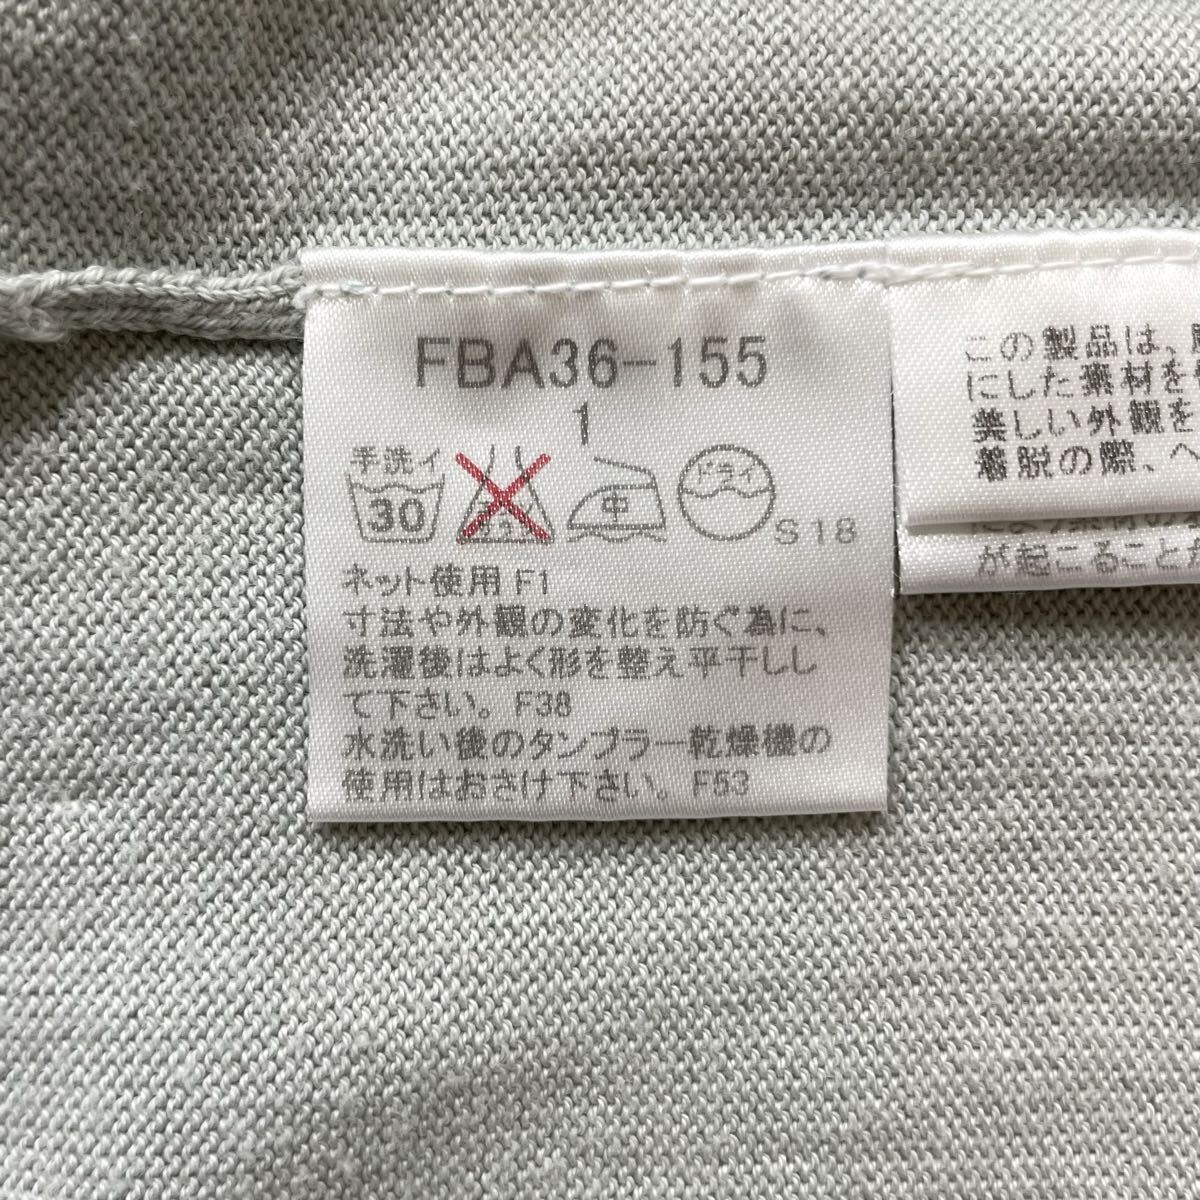 FBA36-155
1
手洗イ
30
中
ドライ
S 18
ネット使用 F1
寸法や外観の変化を防ぐ為に、
洗濯後はよく形を整え平干しし
て下さい。F38
水洗い後のタンブラー乾燥機の
使用はおさけ下さい。F53
この製品は、
にした素材を
美しい外観を
着脱の際、へ
が起こること